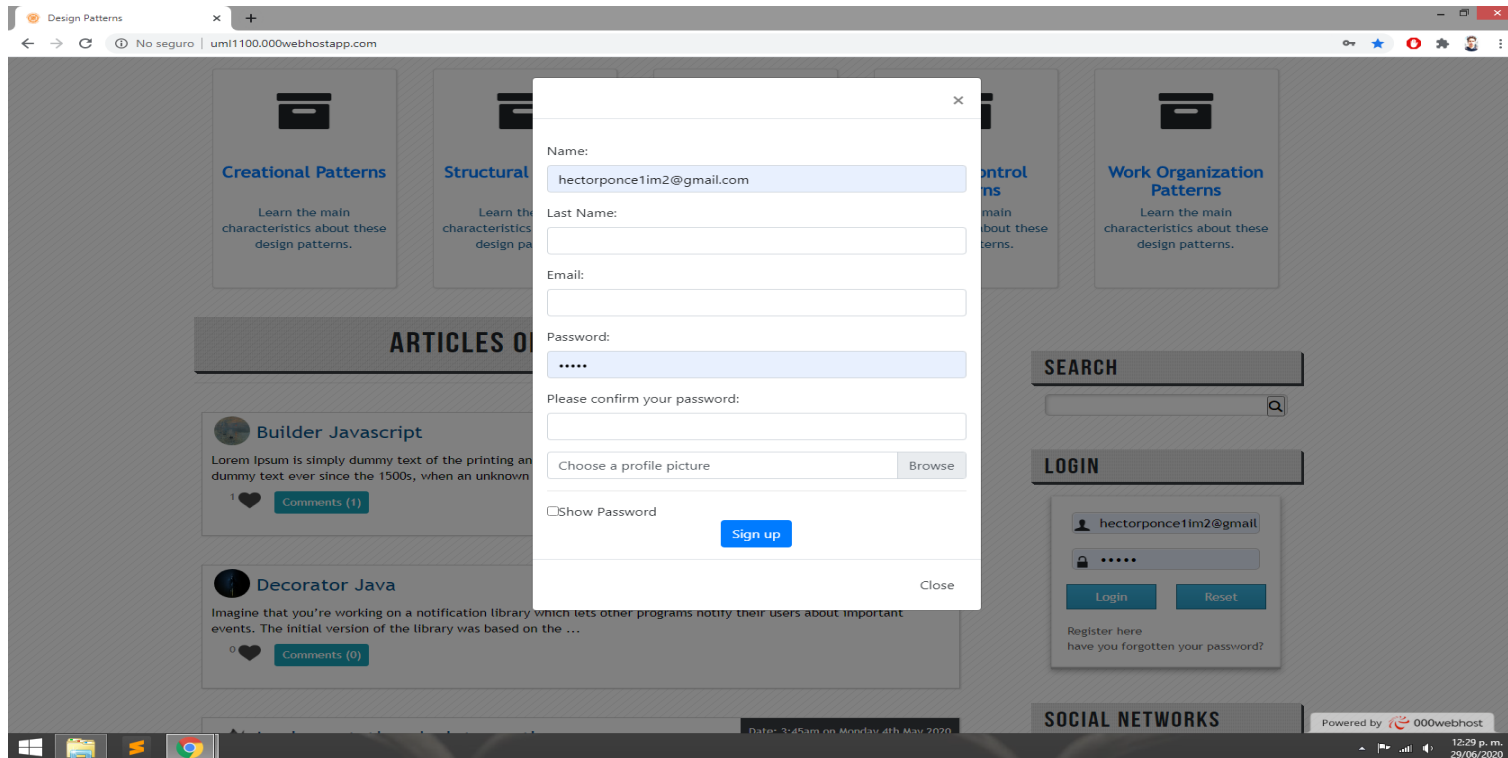 Design Patterns
No seguro | uml1100.000webhostapp.com
Creational Patterns
Learn the main
characteristics about these
design patterns.
Structural
Learn the
characteristics
design pa
ontrol
ns
main
about these
terns.
Work Organization
Patterns
Learn the main
characteristics about these
design patterns.
×
Name:
hectorponce1im2@gmail.com
Last Name:
Email:
Password:
•••••
Please confirm your password:
Choose a profile picture
Browse
Show Password
Sign up
Close
ARTICLES O
Builder Javascript
Lorem Ipsum is simply dummy text of the printing an
dummy text ever since the 1500s, when an unknown
1
Comments (1)
Decorator Java
Imagine that you're working on a notification library which lets other programs notify their users about important
events. The initial version of the library was based on the ...
0
Comments (0)
Date: 3:45am on Monday 4th May 2020
SEARCH
LOGIN
hectorponce1im2@gmail
•••••
Login
Reset
Register here
have you forgotten your password?
SOCIAL NETWORKS
Powered by 000webhost
12:29 p. m.
29/06/2020